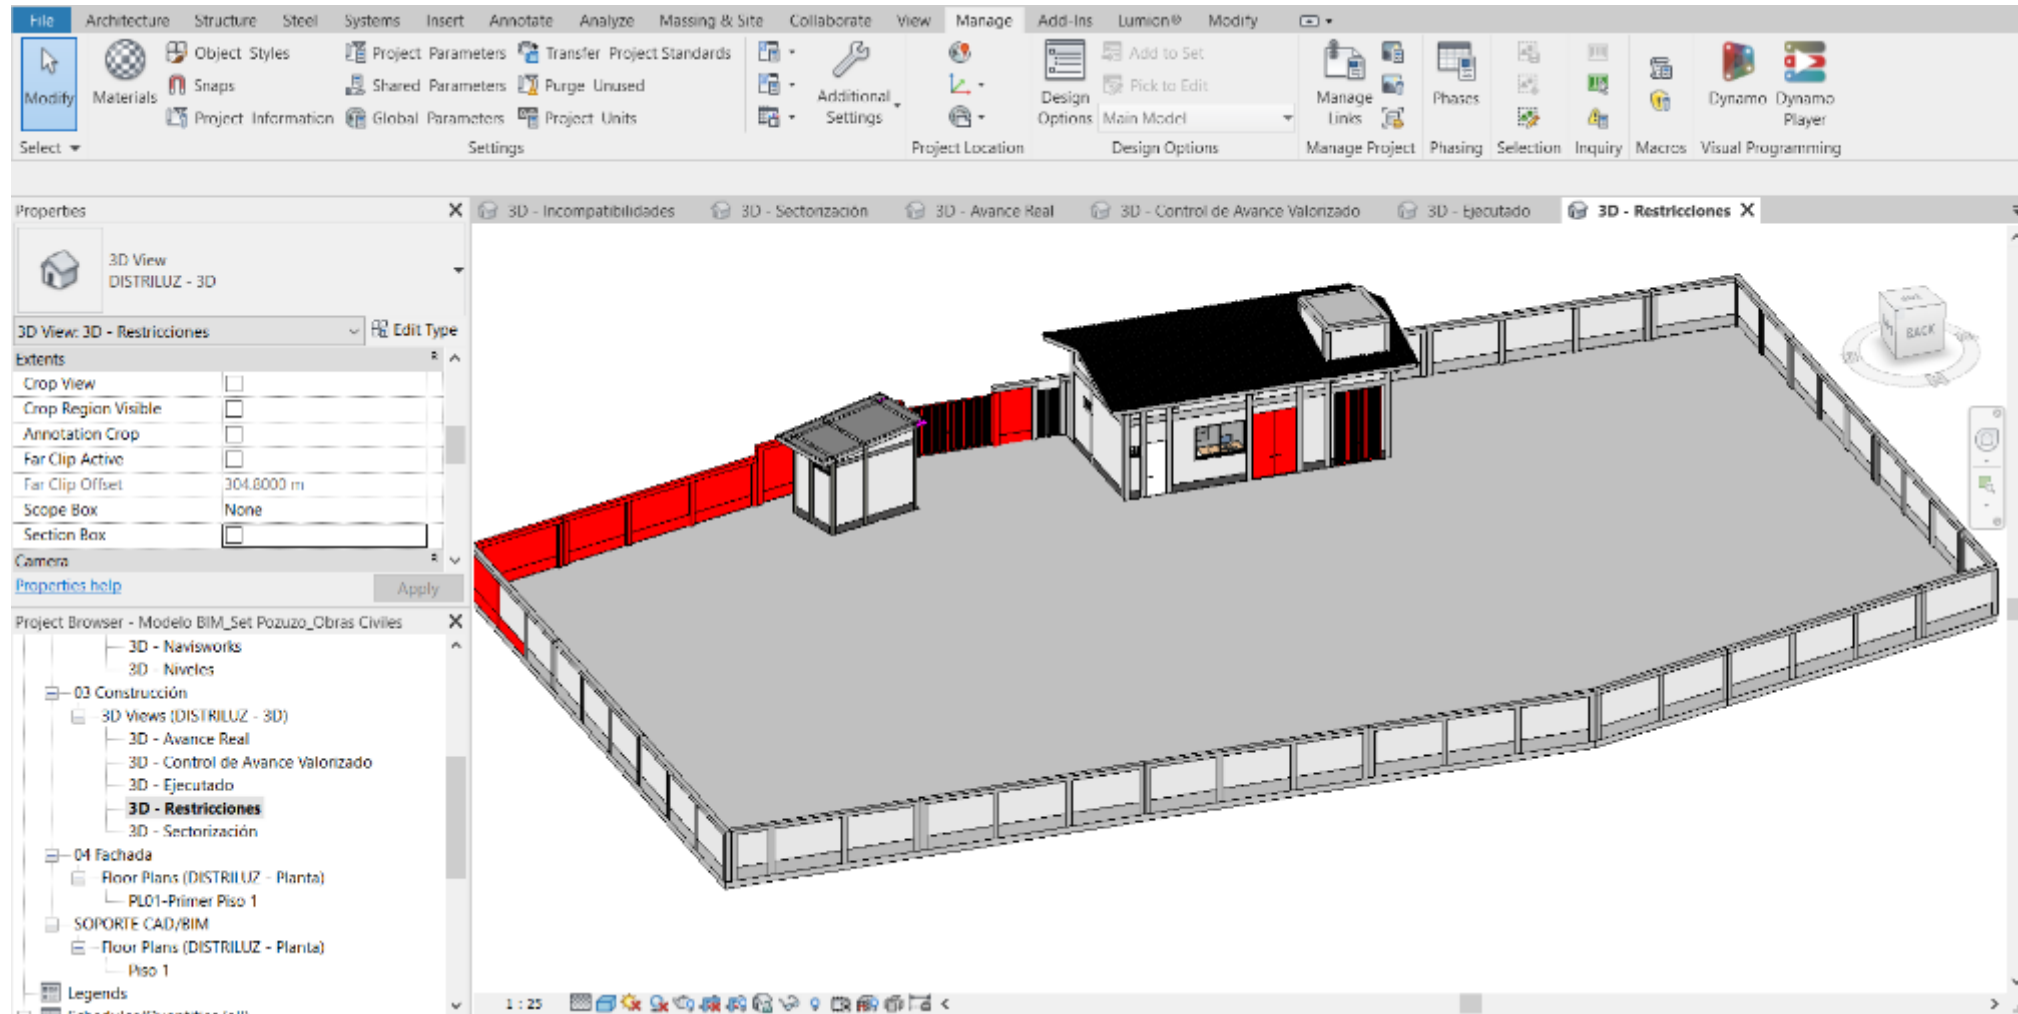 File Architecture Structure Steel Systems Insert Annotate Analyze Massing & Site Collaborate View Manage Add-Ins Lumion® Modify
Modify
Materials
Object Styles
Snaps
Project Information
Project Parameters
Shared Parameters
Global Parameters
Transfer Project Standards
Purge Unused
Project Units
Additional
Settings
Design
Options
Add to Set
Pick to Edit
Main Model
Manage
Links
Phases
Dynamo
Dynamo
Player
Select
Settings
Project Location
Design Options
Manage Project
Phasing
Selection
Inquiry
Macros
Visual Programming
Properties
3D View
DISTRILUZ - 3D
3D View: 3D - Restricciones
Edit Type
Extents
Crop View
Crop Region Visible
Annotation Crop
Far Clip Active
Far Clip Offset 304.8000 m
Scope Box None
Section Box
Camera
Properties help
Apply
Project Browser - Modelo BIM_Set Pozuzo_Obras Civiles
3D - Navisworks
3D - Niveles
03 Construcción
3D Views (DISTRILUZ - 3D)
3D - Avance Real
3D - Control de Avance Valorizado
3D - Ejecutado
3D - Restricciones
3D - Sectorización
04 Fachada
Floor Plans (DISTRILUZ - Planta)
PL01-Primer Piso 1
SOPORTE CAD/BIM
Floor Plans (DISTRILUZ - Planta)
Piso 1
Legends
3D - Incompatibilidades
3D - Sectorización
3D - Avance Real
3D - Control de Avance Valorizado
3D - Ejecutado
3D - Restricciones
BACK
1 : 25